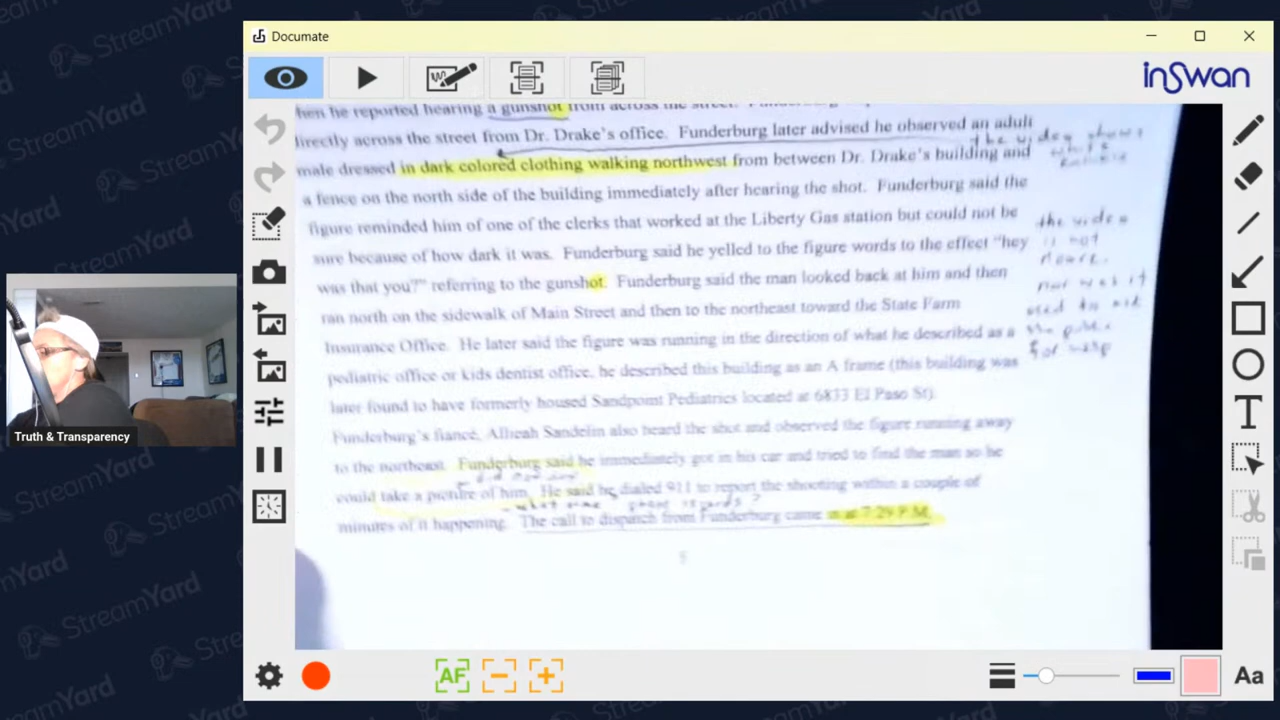 StreamYard
Documate
inSwan
hen he reported hearing a gunshot from across the street.
directly across the street from Dr. Drake's office. Funderburg later advised he observed an adult
male dressed in dark colored clothing walking northwest from between Dr. Drake's building and
a fence on the north side of the building immediately after hearing the shot. Funderburg said the
figure reminded him of one of the clerks that worked at the Liberty Gas station but could not be
the video
sure because of how dark it was. Funderburg said he yelled to the figure words to the effect "hey
is not
was that you?" referring to the gunshot. Funderburg said the man looked back at him and then
ran north on the sidewalk of Main Street and then to the northeast toward the State Farm
Insurance Office. He later said the figure was running in the direction of what he described as a
pediatric office or kids dentist office, he described this building as an A frame (this building was
later found to have formerly housed Sandpoint Pediatrics located at 6833 El Paso St).
Funderburg's fiancé, Allieah Sandelin also heard the shot and observed the figure running away
to the northeast. Funderburg said he immediately got in his car and tried to find the man so he
could take a picture of him. He said he dialed 911 to report the shooting within a couple of
minutes of it happening. The call to dispatch from Funderburg came in at 7:29 P.M.
Truth & Transparency
AF
T
Aa